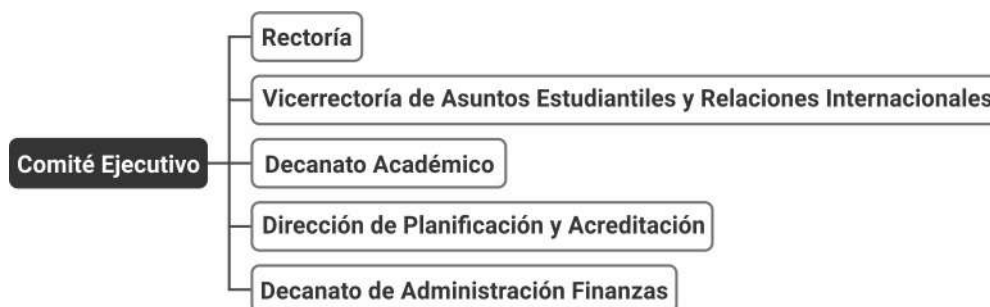 Rectoría
Vicerrectoría de Asuntos Estudiantiles y Relaciones Internacionales
Comité Ejecutivo
Decanato Académico
Dirección de Planificación y Acreditación
Decanato de Administración Finanzas